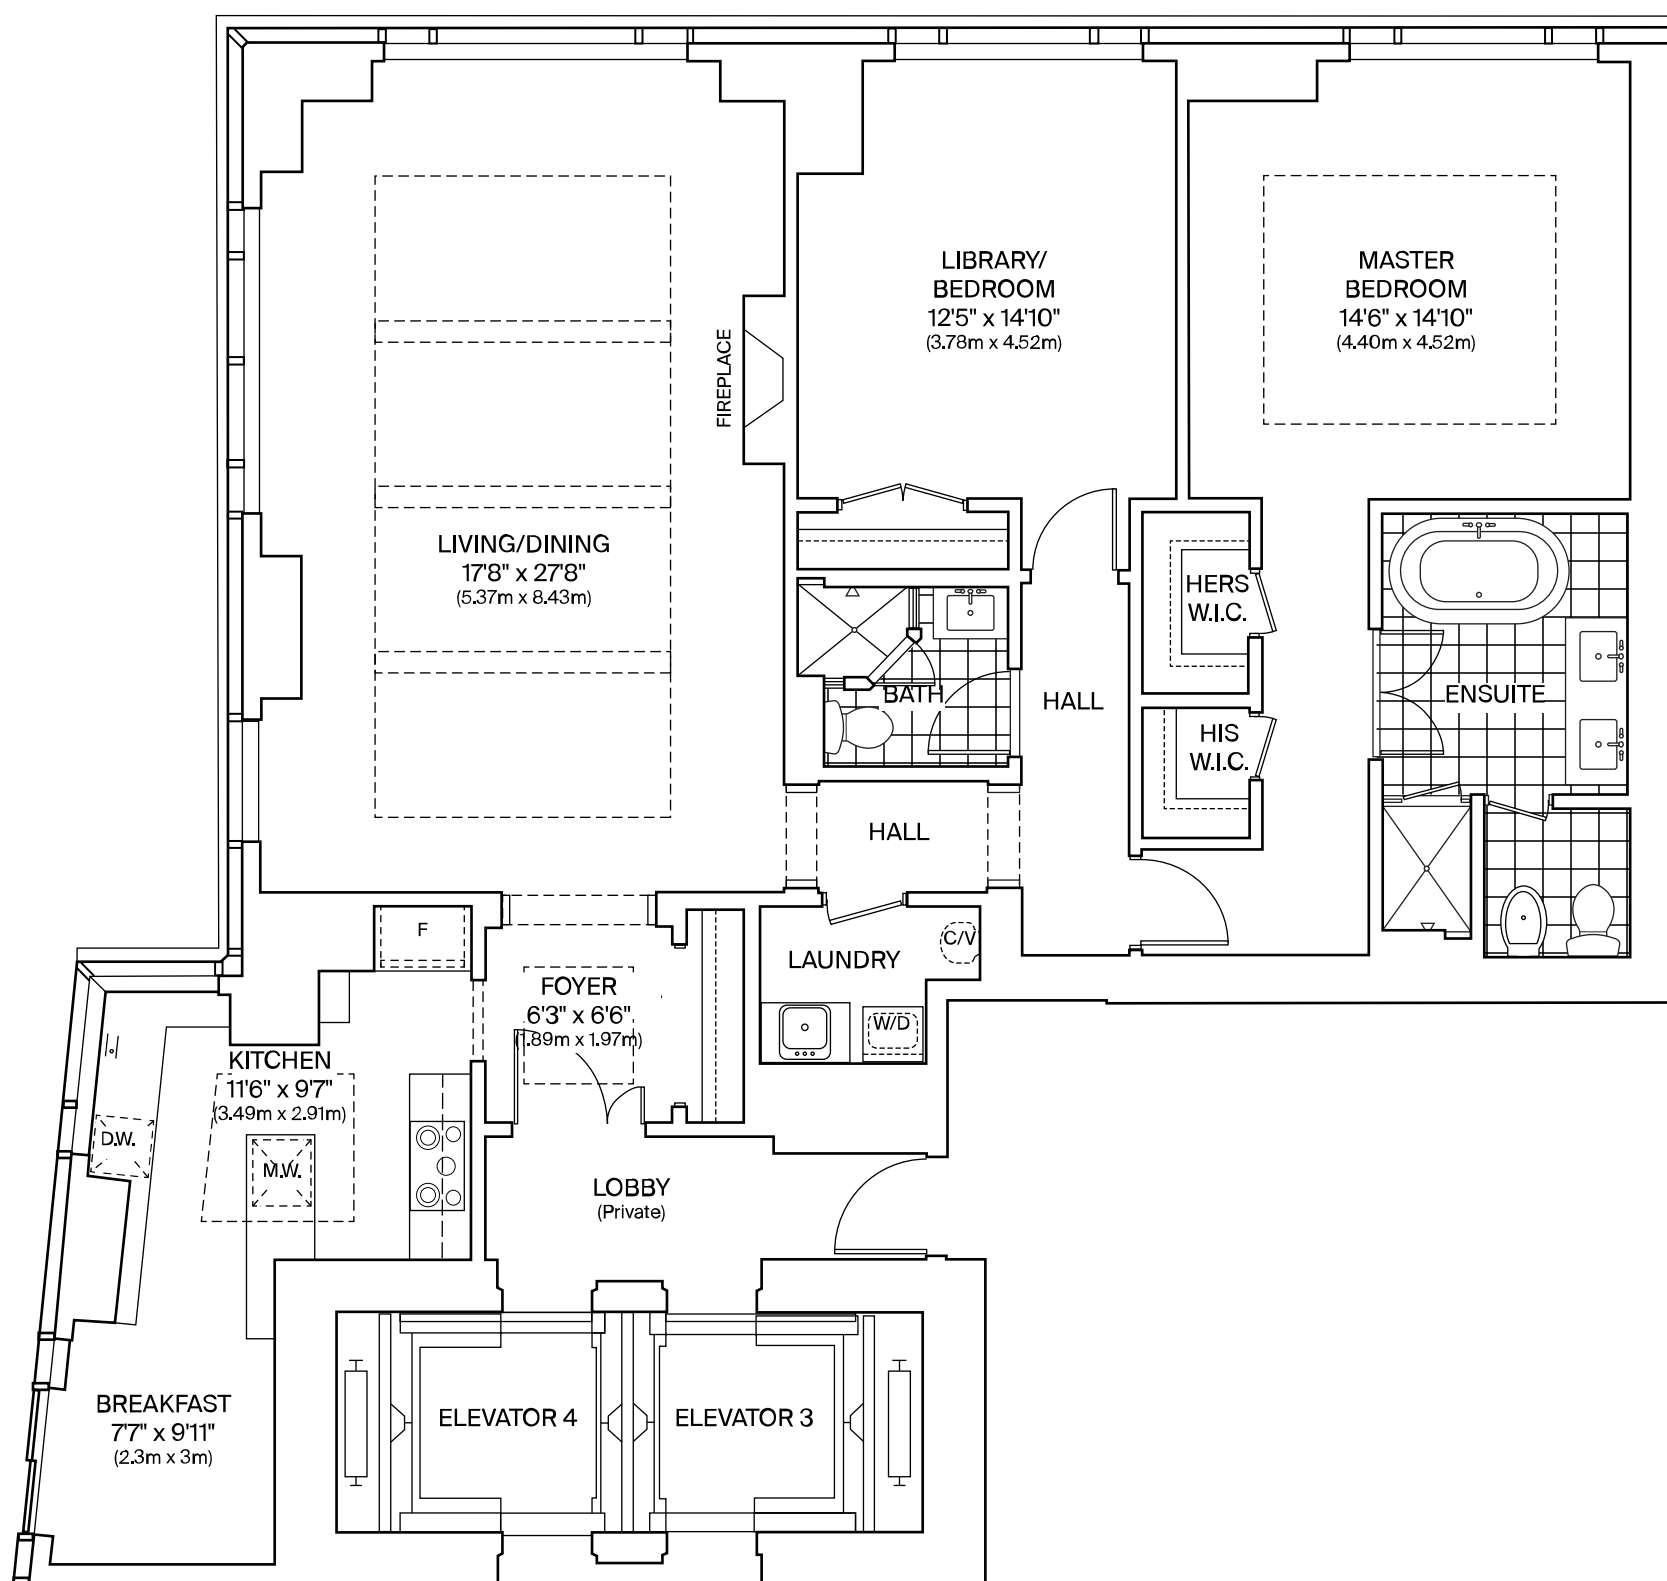 LIBRARY/
BEDROOM
12'5" x 14'10"
(3.78m x 4.52m)
MASTER
BEDROOM
14'6" x 14'10"
(4.40m x 4.52m)
FIREPLACE
LIVING/DINING
17'8" x 27'8"
(5.37m x 8.43m)
HERS
W.I.C.
BATH
HALL
ENSUITE
HIS
W.I.C.
HALL
F
C/V
LAUNDRY
FOYER
6'3" x 6'6"
(1.89m x 1.97m)
W/D
KITCHEN
11'6" x 9'7"
(3.49m x 2.91m)
D.W.
M.W.
LOBBY
(Private)
BREAKFAST
7'7" x 9'11"
(2.3m x 3m)
ELEVATOR 4
ELEVATOR 3